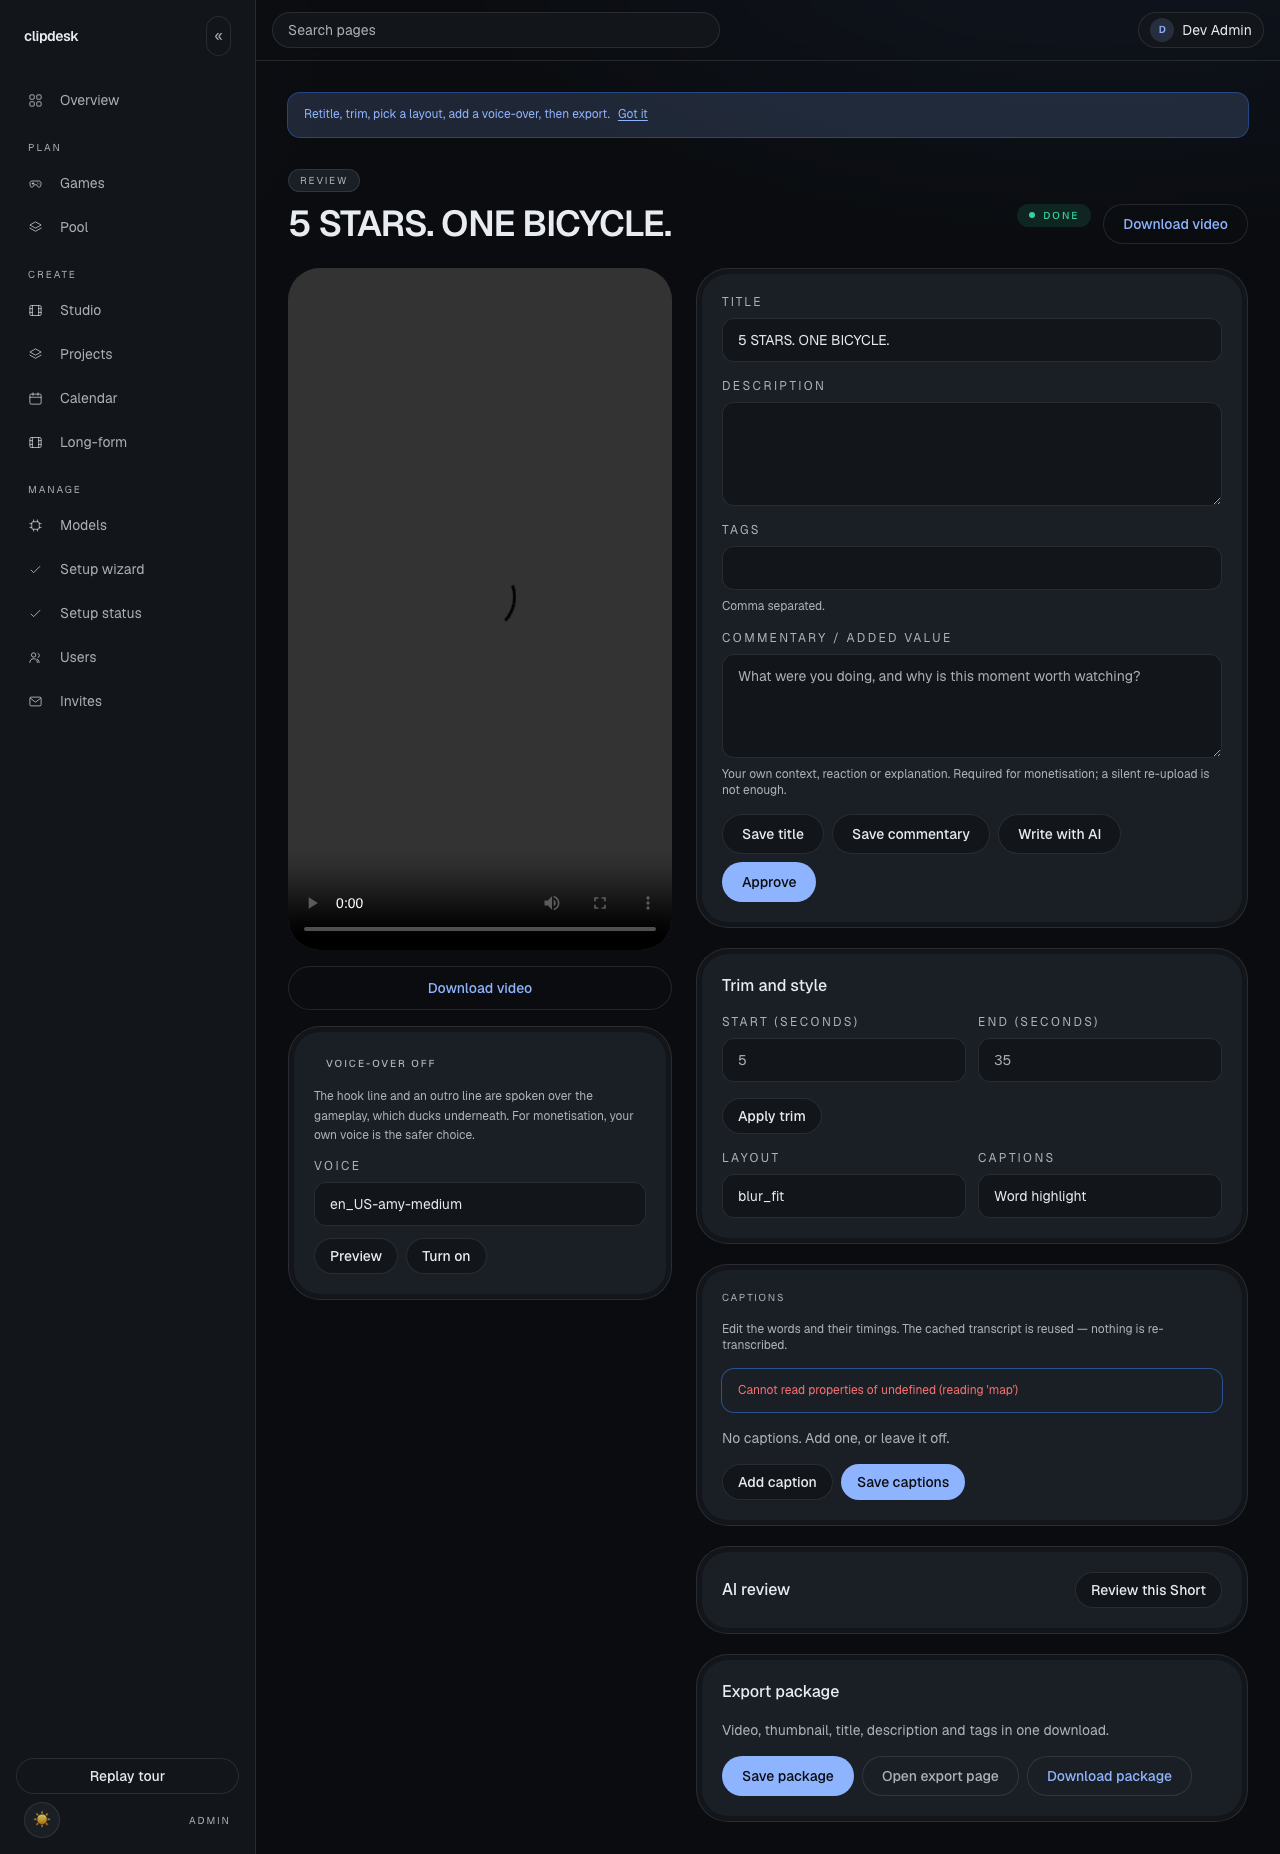 clipdesk
«
Overview
PLAN
Games
Pool
CREATE
Studio
Projects
Calendar
Long-form
MANAGE
Models
Setup wizard
Setup status
Users
Invites
Replay tour
ADMIN
Search pages
D
Dev Admin
Retitle, trim, pick a layout, add a voice-over, then export. Got it
REVIEW
5 STARS. ONE BICYCLE.
DONE
Download video
0:00
Download video
VOICE-OVER OFF
The hook line and an outro line are spoken over the
gameplay, which ducks underneath. For monetisation, your
own voice is the safer choice.
VOICE
en_US-amy-medium
Preview
Turn on
TITLE
5 STARS. ONE BICYCLE.
DESCRIPTION
TAGS
Comma separated.
COMMENTARY / ADDED VALUE
What were you doing, and why is this moment worth watching?
Your own context, reaction or explanation. Required for monetisation; a silent re-upload is
not enough.
Save title
Save commentary
Write with AI
Approve
Trim and style
START (SECONDS)
END (SECONDS)
5
35
Apply trim
LAYOUT
CAPTIONS
blur_fit
Word highlight
CAPTIONS
Edit the words and their timings. The cached transcript is reused — nothing is re-
transcribed.
Cannot read properties of undefined (reading 'map')
No captions. Add one, or leave it off.
Add caption
Save captions
AI review
Review this Short
Export package
Video, thumbnail, title, description and tags in one download.
Save package
Open export page
Download package